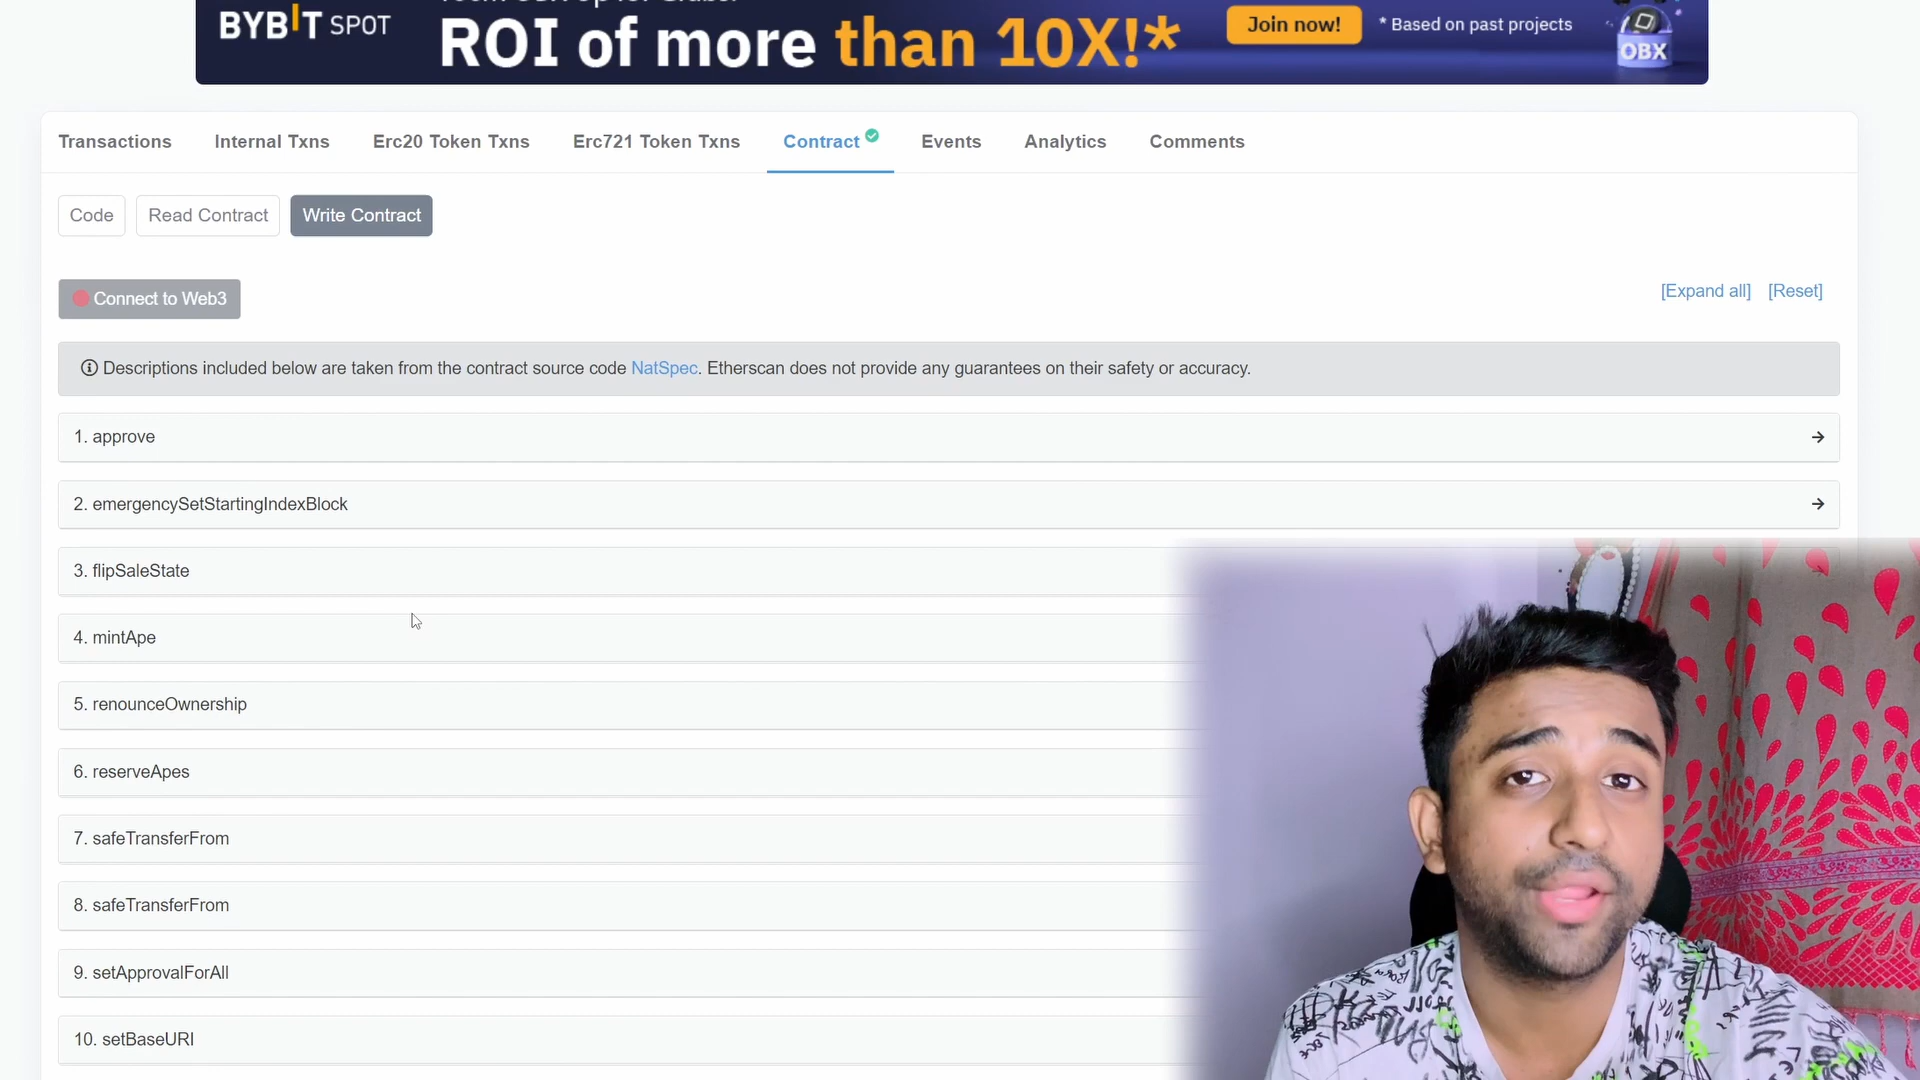 BYBIT SPOT
ROI of more than 10X!*
Join now!
* Based on past projects
OBX
Transactions
Internal Txns
Erc20 Token Txns
Erc721 Token Txns
Contract
Events
Analytics
Comments
Code
Read Contract
Write Contract
Connect to Web3
[Expand all]
[Reset]
Descriptions included below are taken from the contract source code NatSpec. Etherscan does not provide any guarantees on their safety or accuracy.
1. approve
2. emergencySetStartingIndexBlock
3. flipSaleState
4. mintApe
5. renounceOwnership
6. reserveApes
7. safeTransferFrom
8. safeTransferFrom
9. setApprovalForAll
10. setBaseURI